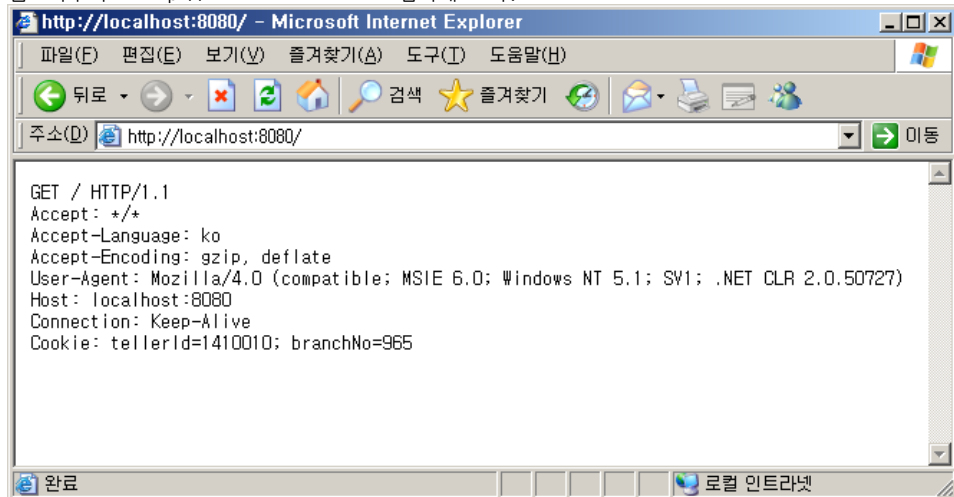 http://localhost:8080/ - Microsoft Internet Explorer
파일(F) 편집(E) 보기(V) 즐겨찾기(A) 도구(T) 도움말(H)
뒤로 검색 즐겨찾기
주소(D) http://localhost:8080/ 이동
GET / HTTP/1.1
Accept: */*
Accept-Language: ko
Accept-Encoding: gzip, deflate
User-Agent: Mozilla/4.0 (compatible; MSIE 6.0; Windows NT 5.1; SV1; .NET CLR 2.0.50727)
Host: localhost:8080
Connection: Keep-Alive
Cookie: tellerId=1410010; branchNo=965
완료 로컬 인트라넷